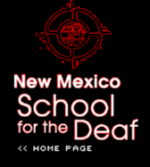 New Mexico
School
for the Deaf
<< HOME PAGE